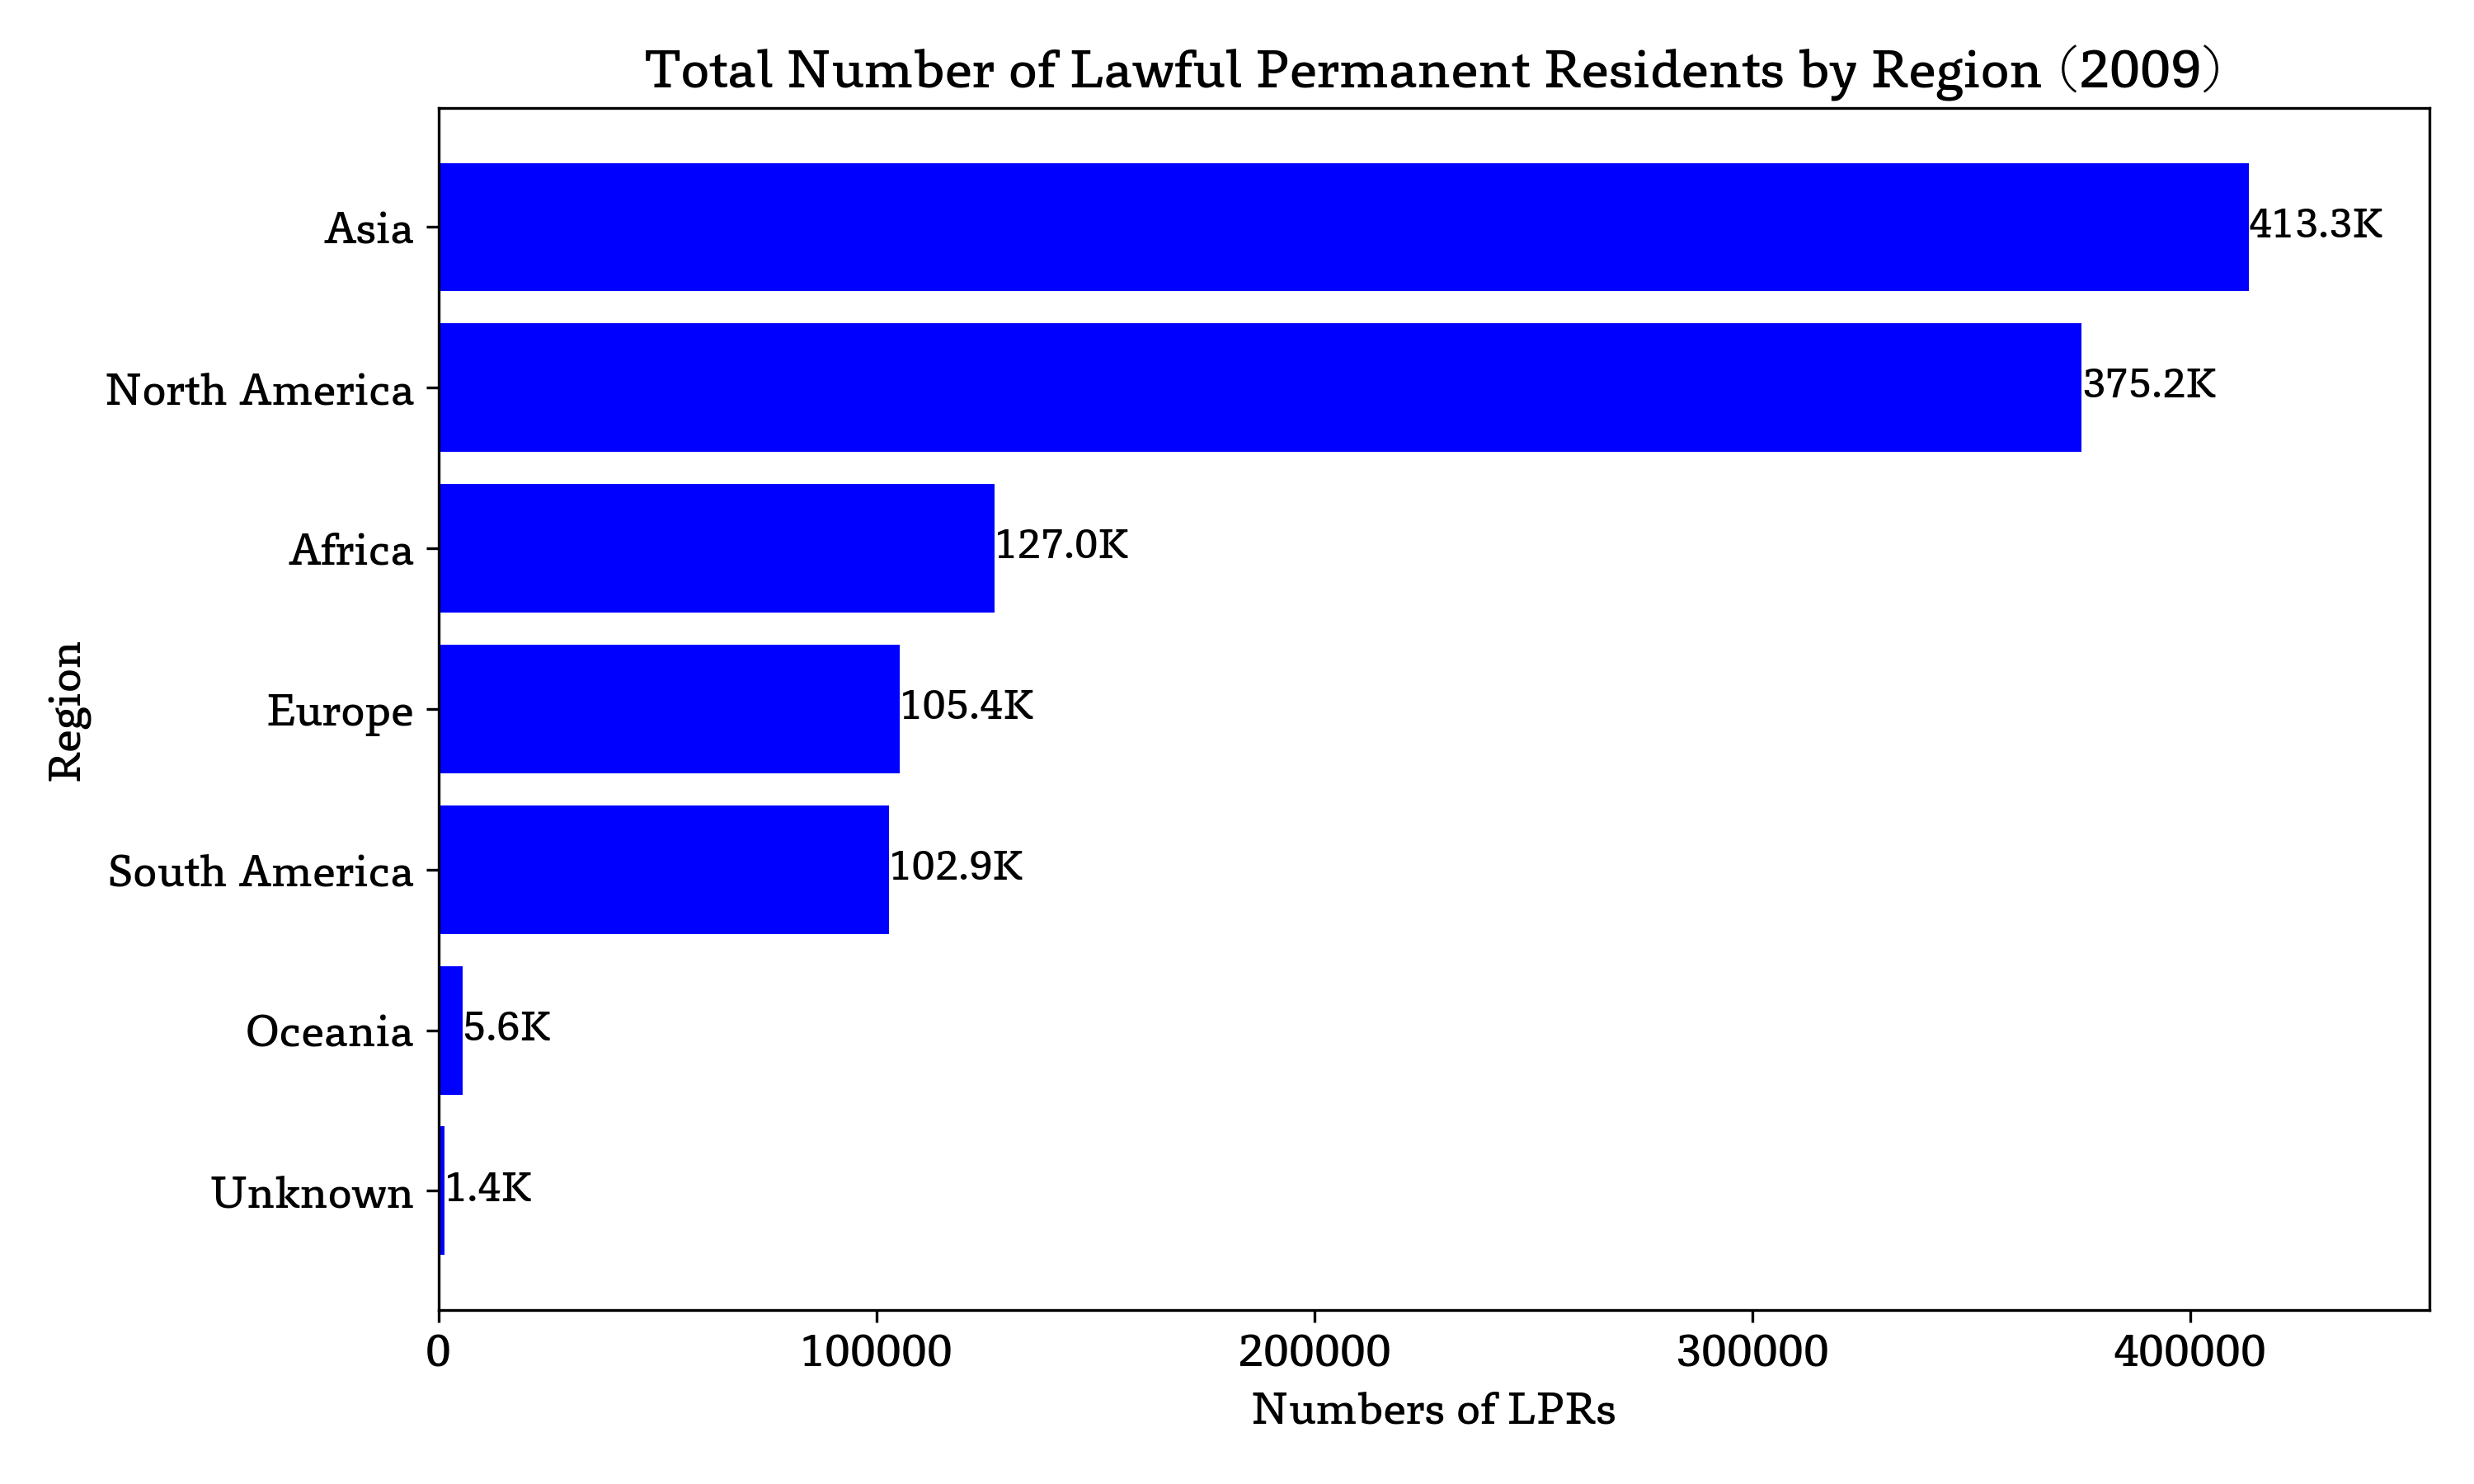 Total Number of Lawful Permanent Residents by Region (2009)
Region
Asia
413.3K
North America
375.2K
Africa
127.0K
Europe
105.4K
South America
102.9K
Oceania
5.6K
Unknown
1.4K
0 100000 200000 300000 400000
Numbers of LPRs